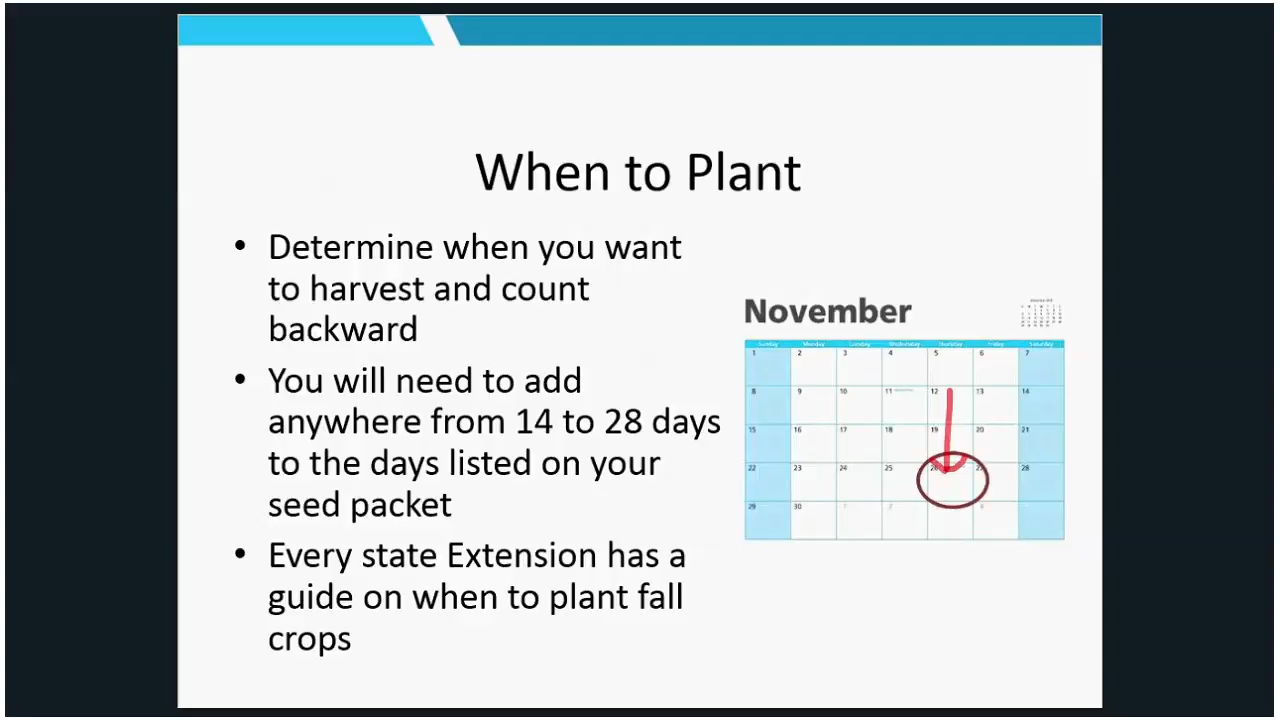 When to Plant
• Determine when you want
to harvest and count
backward
• You will need to add
anywhere from 14 to 28 days
to the days listed on your
seed packet
• Every state Extension has a
guide on when to plant fall
crops
November
Sunday Monday Wednesday Thursday Friday Saturday
1 2 3 4 5 6 7
8 9 10 11 12 13 14
15 16 17 18 19 20 21
22 23 24 25 26 27 28
29 30